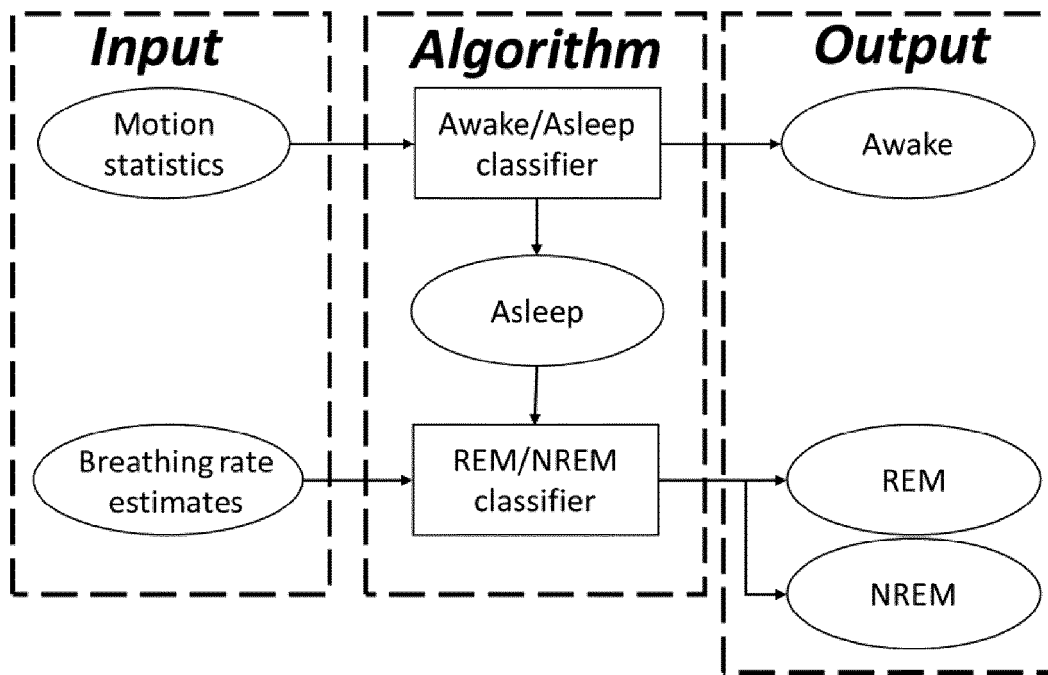 Input
Algorithm
Output
Motion
statistics
Awake/Asleep
classifier
Awake
Asleep
Breathing rate
estimates
REM/NREM
classifier
REM
NREM